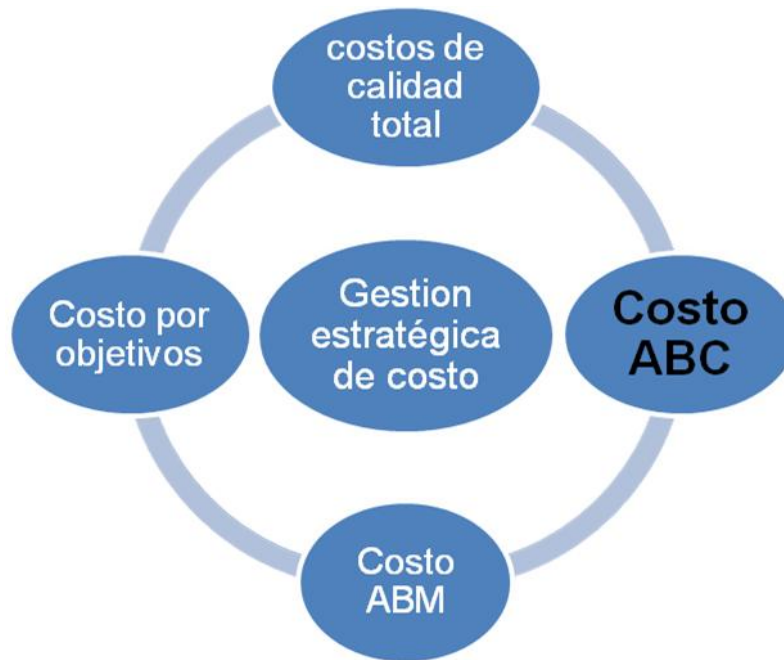 costos de
calidad
total
Costo por
objetivos
Gestion
estratégica
de costo
Costo
ABC
Costo
ABM